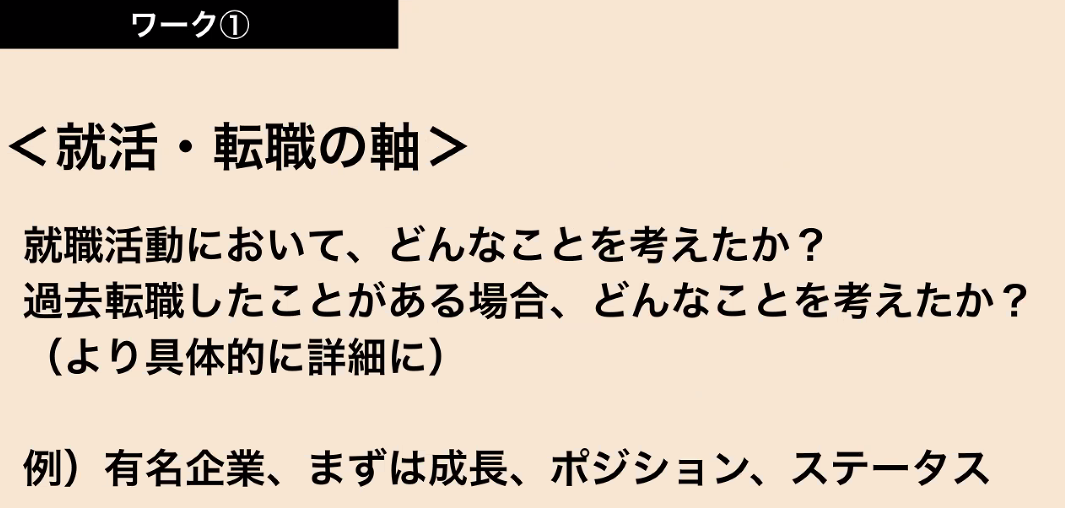 ワーク①
＜就活・転職の軸＞
就職活動において、どんなことを考えたか？
過去転職したことがある場合、どんなことを考えたか？
（より具体的に詳細に）
例）有名企業、まずは成長、ポジション、ステータス